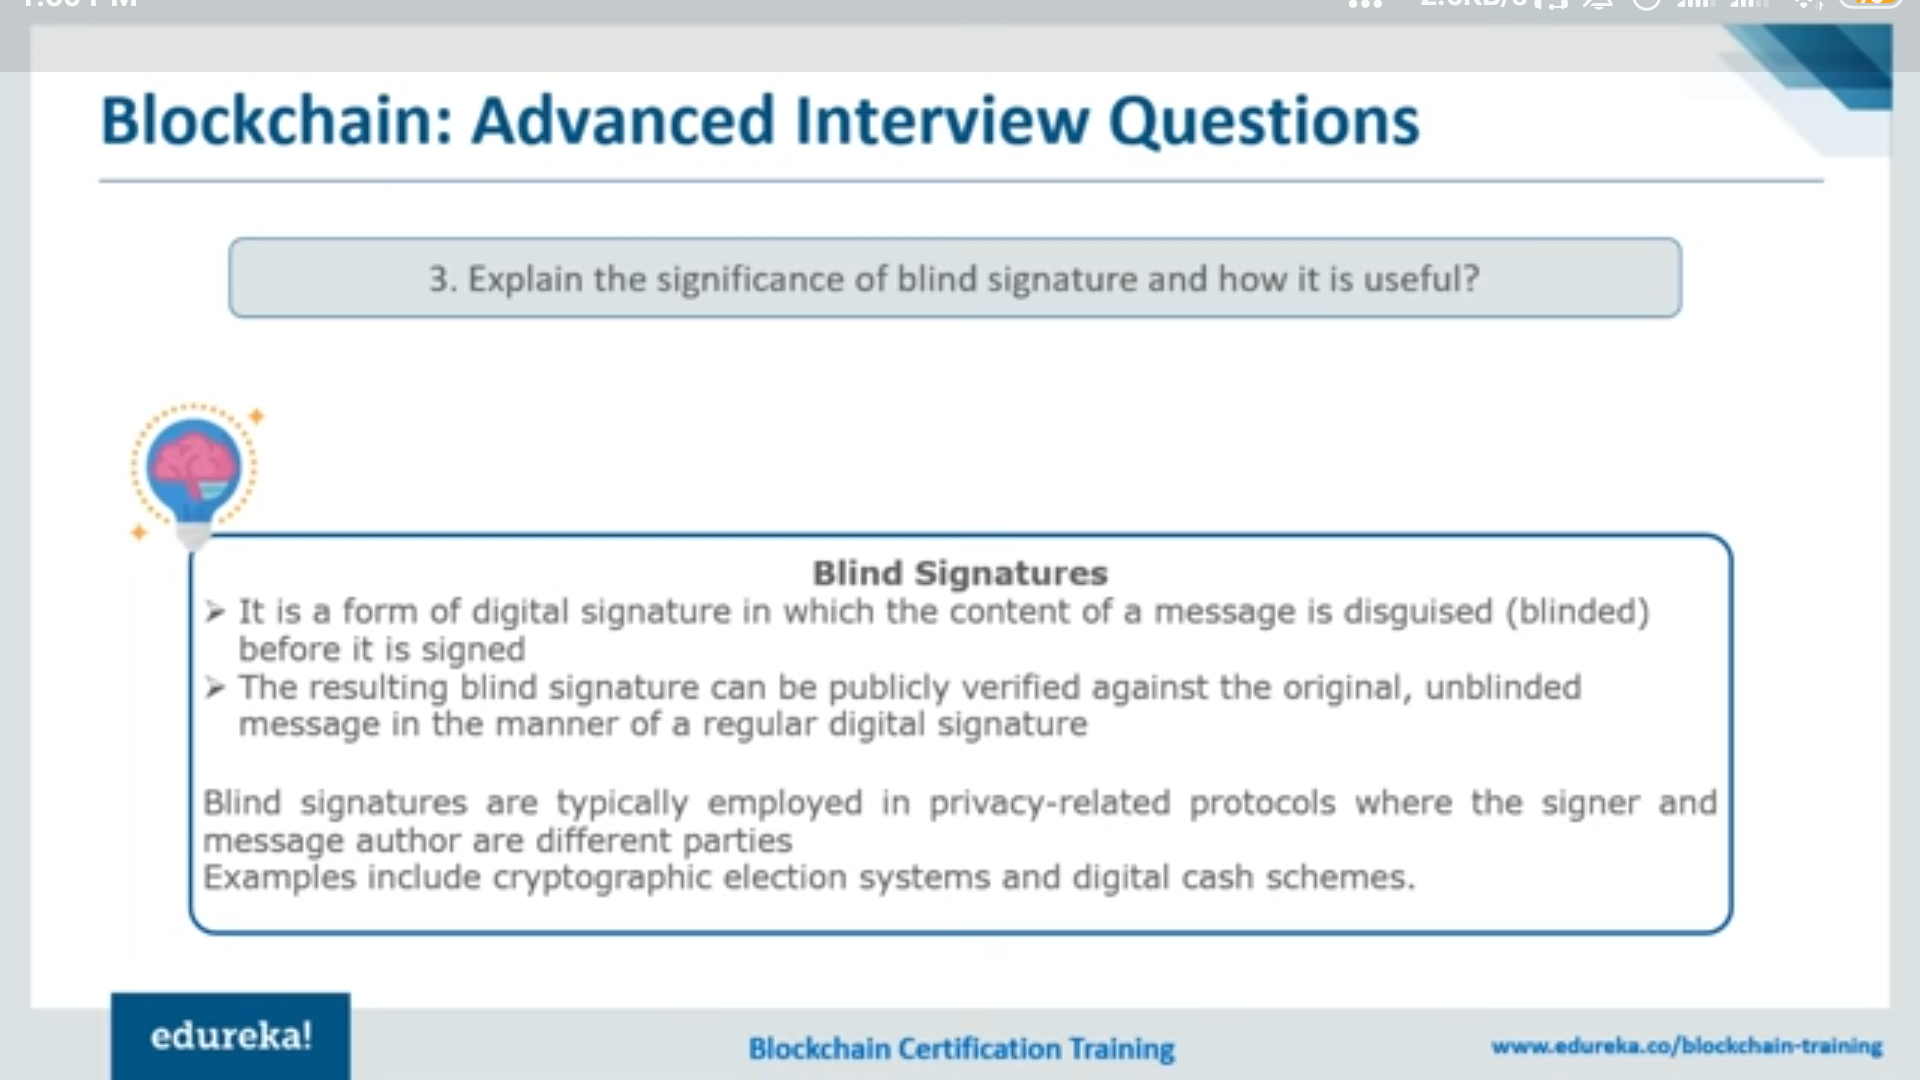 Blockchain: Advanced Interview Questions
3. Explain the significance of blind signature and how it is useful?
Blind Signatures
➢ It is a form of digital signature in which the content of a message is disguised (blinded)
before it is signed
➢ The resulting blind signature can be publicly verified against the original, unblinded
message in the manner of a regular digital signature
Blind signatures are typically employed in privacy-related protocols where the signer and
message author are different parties
Examples include cryptographic election systems and digital cash schemes.
edureka!
Blockchain Certification Training
www.edureka.co/blockchain-training